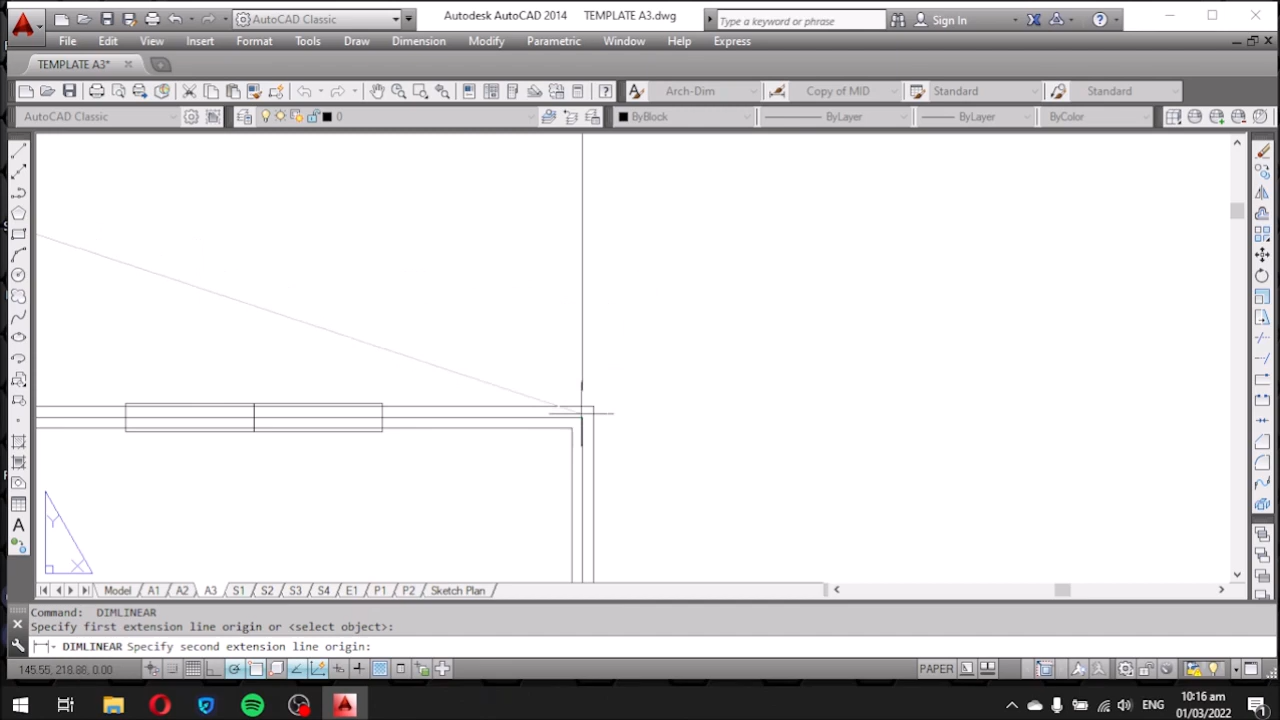 AutoCAD Classic
Autodesk AutoCAD 2014 TEMPLATE A3.dwg
Type a keyword or phrase
Sign In
File Edit View Insert Format Tools Draw Dimension Modify Parametric Window Help Express
TEMPLATE A3*
Arch-Dim Copy of MID Standard Standard
AutoCAD Classic 0 ByBlock ByLayer ByLayer ByColor
Y
X
Model A1 A2 A3 S1 S2 S3 S4 E1 P1 P2 Sketch Plan
Command: DIMLINEAR
Specify first extension line origin or <select object>:
DIMLINEAR Specify second extension line origin:
145.55, 218.88, 0.00 PAPER
10:16 am
ENG
01/03/2022
1